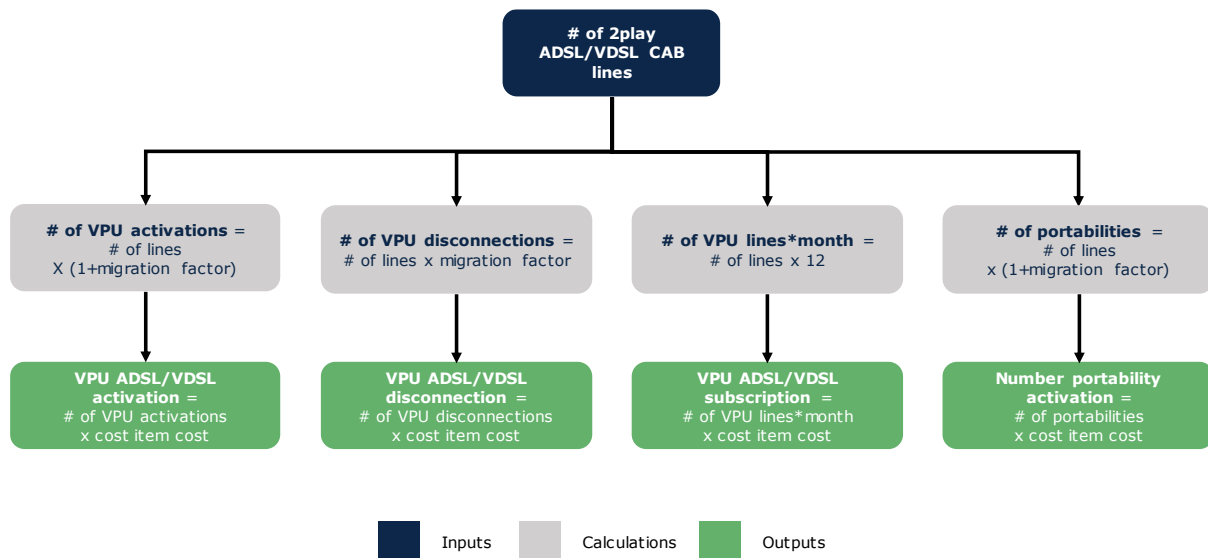 # of 2play
ADSL/VDSL CAB
lines
# of VPU activations =
# of lines
X (1+migration factor)
# of VPU disconnections =
# of lines x migration factor
# of VPU lines*month =
# of lines x 12
# of portabilities =
# of lines
x (1+migration factor)
VPU ADSL/VDSL
activation =
# of VPU activations
x cost item cost
VPU ADSL/VDSL
disconnection =
# of VPU disconnections
x cost item cost
VPU ADSL/VDSL
subscription =
# of VPU lines*month
x cost item cost
Number portability
activation =
# of portabilities
x cost item cost
Inputs
Calculations
Outputs